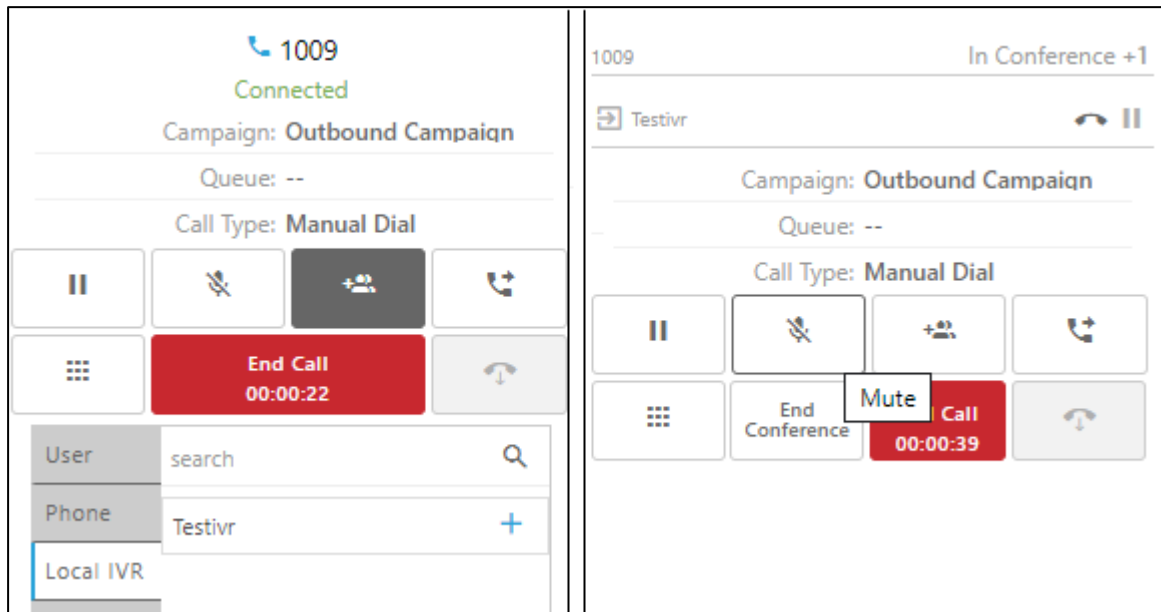 1009
Connected
Campaign: Outbound Campaign
Queue: --
Call Type: Manual Dial
End Call
00:00:22
User
search
Phone
Testivr
Local IVR
1009
In Conference +1
Testivr
Campaign: Outbound Campaign
Queue: --
Call Type: Manual Dial
Mute
End
Conference
Call
00:00:39